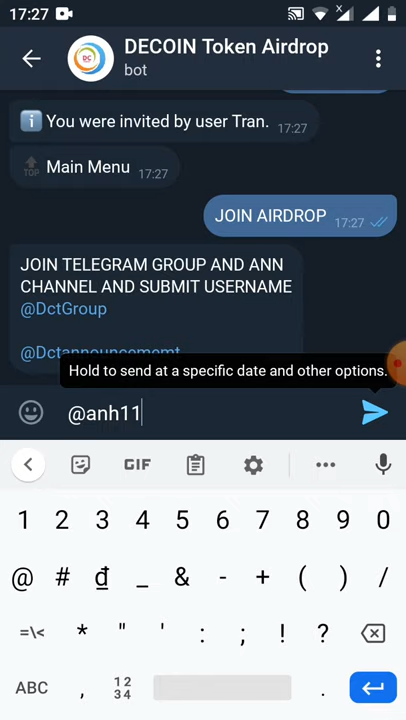 17:27
DECOIN Token Airdrop
bot
You were invited by user Tran. 17:27
TOP Main Menu 17:27
JOIN AIRDROP 17:27
JOIN TELEGRAM GROUP AND ANN
CHANNEL AND SUBMIT USERNAME
@DctGroup
@Dctannouncememt
Hold to send at a specific date and other options.
@anh11
GIF
1 2 3 4 5 6 7 8 9 0
@ # đ _ & - + ( ) /
=\< * " ' : ; ! ?
ABC , 12 34 .